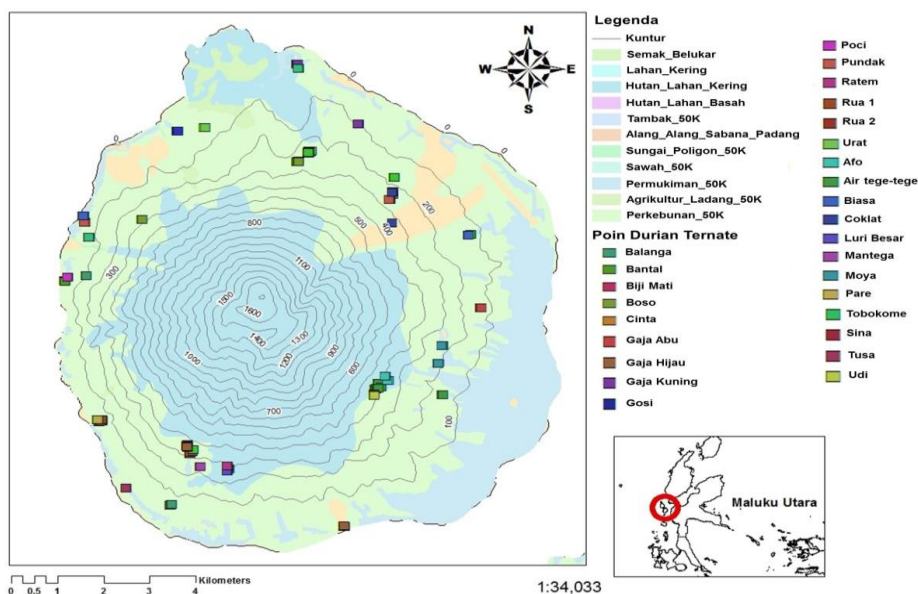 N
W
E
S
0
0
0
0
200
500
400
800
1100
300
1500
1600
1400
1300
1200
900
1000
600
700
100
Kilometers
0 0.5 1 2 3 4
1:34,033
Legenda
Kuntur
Semak_Belukar
Lahan_Kering
Hutan_Lahan_Kering
Hutan_Lahan_Basah
Tambak_50K
Alang_Alang_Sabana_Padang
Sungai_Poligon_50K
Sawah_50K
Permukiman_50K
Agrikultur_Ladang_50K
Perkebunan_50K
Poin Durian Ternate
Balanga
Bantal
Biji Mati
Boso
Cinta
Gaja Abu
Gaja Hijau
Gaja Kuning
Gosi
Poci
Pundak
Ratem
Rua 1
Rua 2
Urat
Afo
Air tege-tege
Biasa
Coklat
Luri Besar
Mantega
Moya
Pare
Tobokome
Sina
Tusa
Udi
Maluku Utara